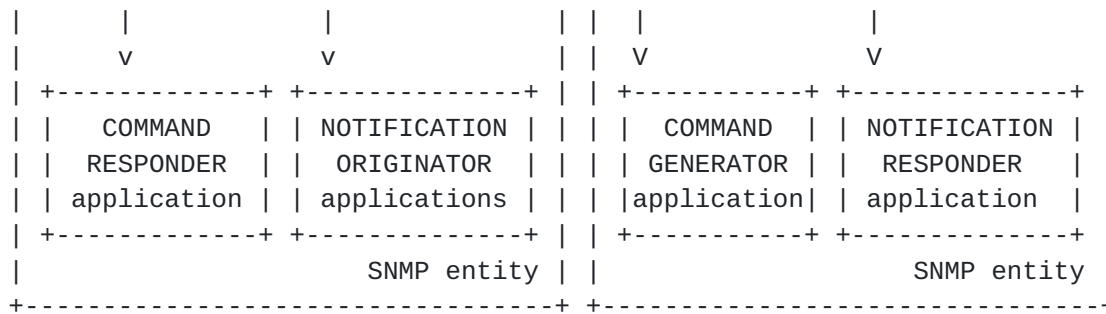 |      |            |              | |  |              |
|      v            v              | |  V              V
| +-------------+ +--------------+ | | +-----------+ +--------------+
| |   COMMAND   | | NOTIFICATION | | | |  COMMAND  | | NOTIFICATION |
| |  RESPONDER  | |  ORIGINATOR  | | | | GENERATOR | |   RESPONDER  |
| | application | | applications | | | |application| | application  |
| +-------------+ +--------------+ | | +-----------+ +--------------+
|                      SNMP entity | |                    SNMP entity
+----------------------------------+ +--------------------------------